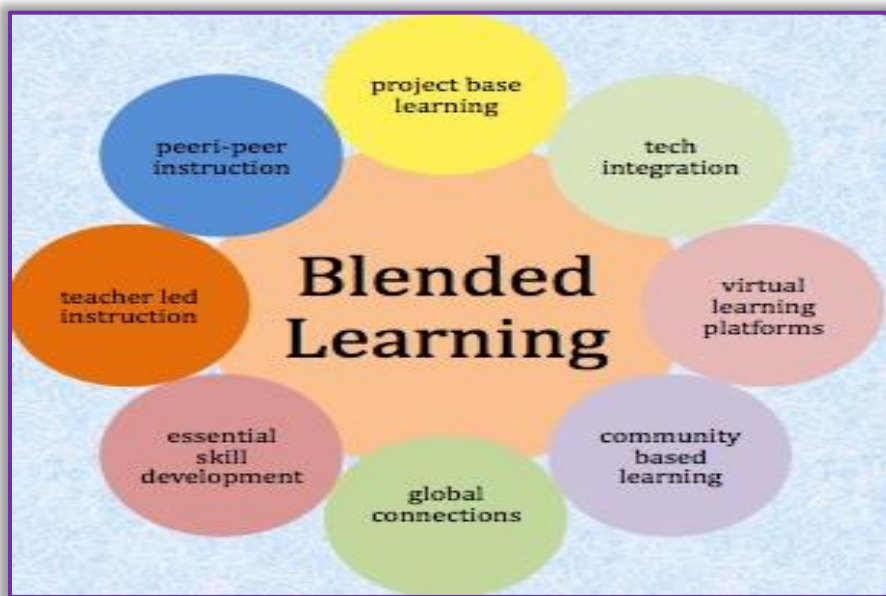 project base
learning
peeri-peer
instruction
tech
integration
Blended
Learning
teacher led
instruction
virtual
learning
platforms
essential
skill
development
community
based
learning
global
connections